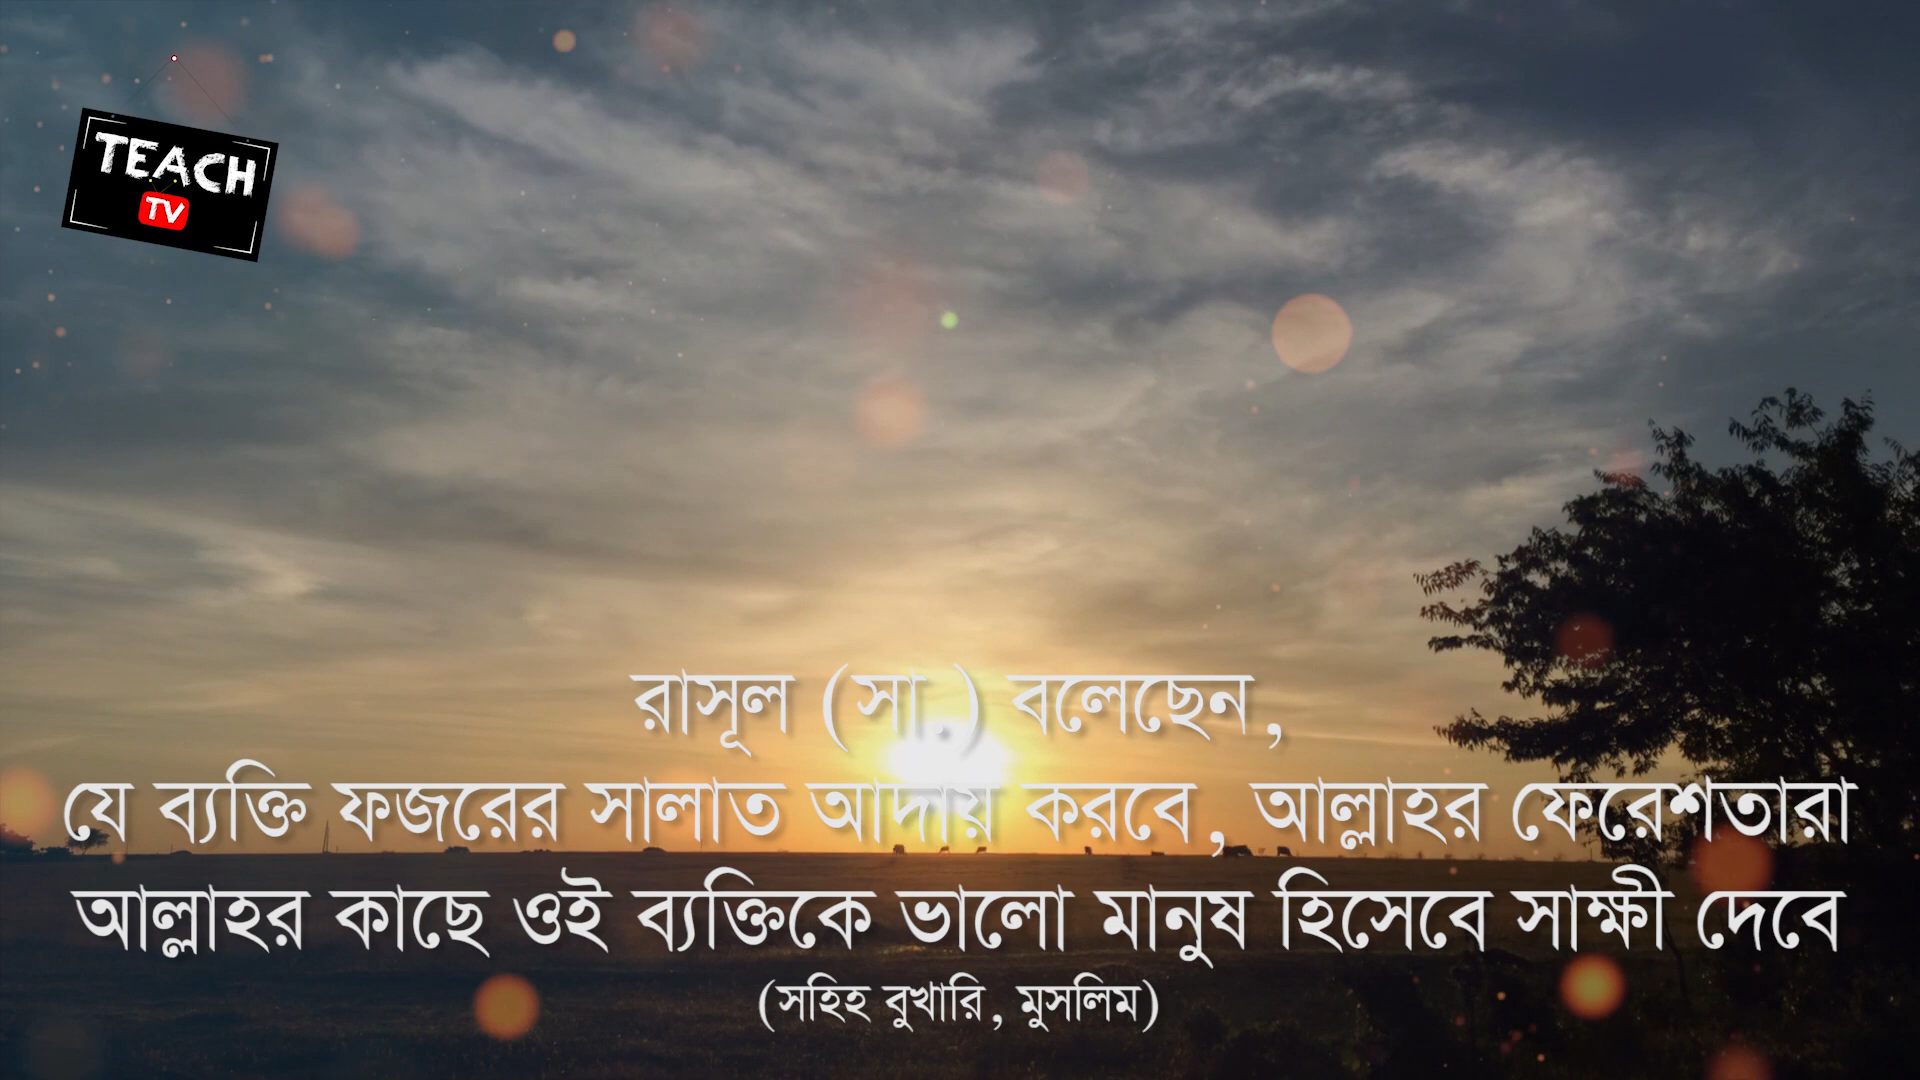 TEACH
TV
রাসূল (সা.) বলেছেন,
যে ব্যক্তি ফজরের সালাত আদায় করবে, আল্লাহর ফেরেশতারা
আল্লাহর কাছে ওই ব্যক্তিকে ভালো মানুষ হিসেবে সাক্ষী দেবে
(সহিহ বুখারি, মুসলিম)